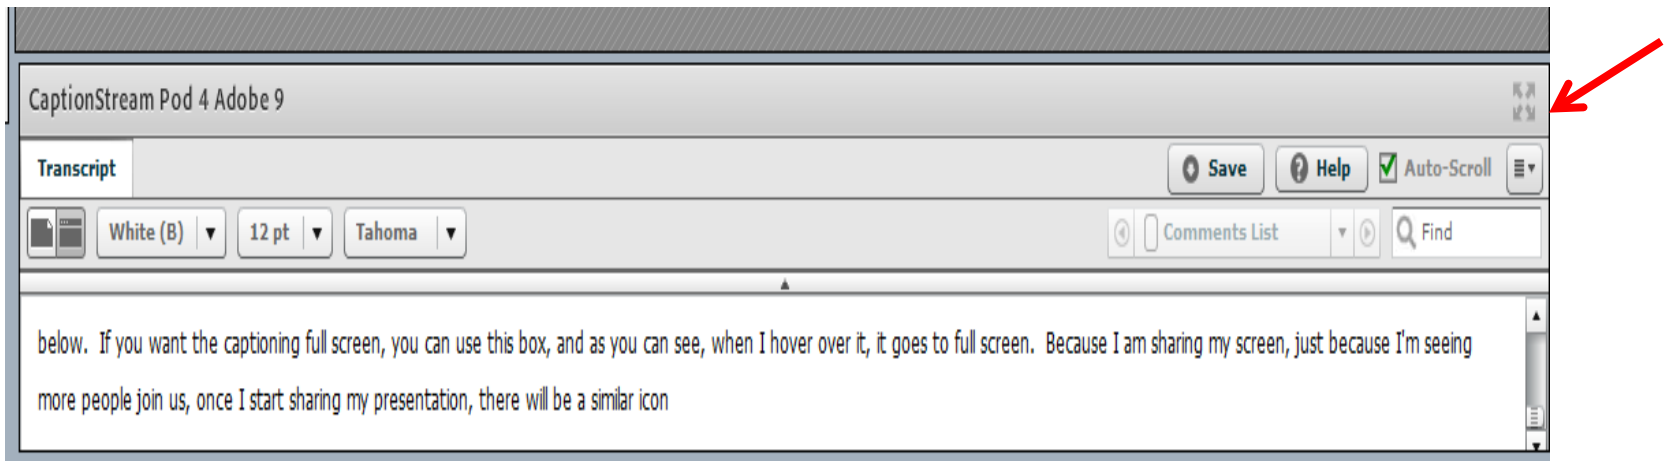 CaptionStream Pod 4 Adobe 9
Transcript
Save
Help
Auto-Scroll
White (B)
12 pt
Tahoma
Comments List
Find
below.  If you want the captioning full screen, you can use this box, and as you can see, when I hover over it, it goes to full screen.  Because I am sharing my screen, just because I'm seeing
more people join us, once I start sharing my presentation, there will be a similar icon